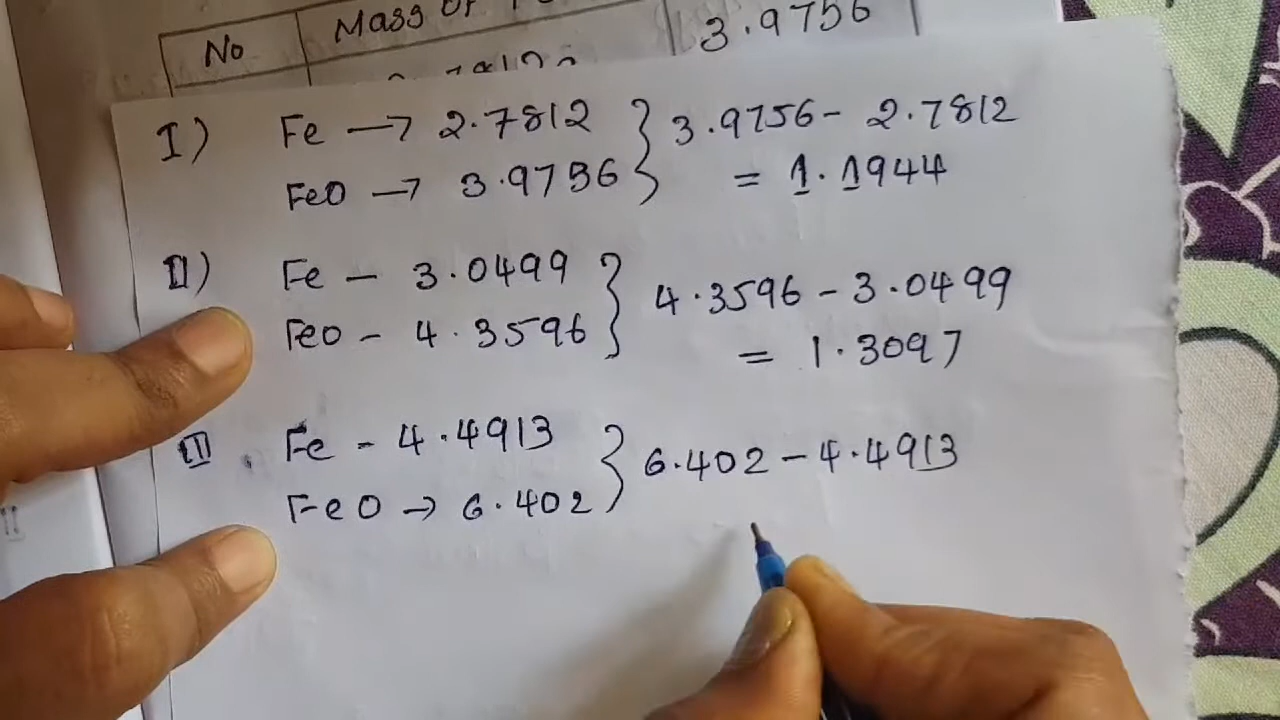 No Mass of 3.9756
I) Fe → 2.7812 } 3.9756 - 2.7812
FeO → 3.9756 = 1.1944
II) Fe - 3.0499 } 4.3596 - 3.0499
FeO - 4.3596 = 1.3097
III Fe - 4.4913 } 6.402 - 4.4913
FeO → 6.402